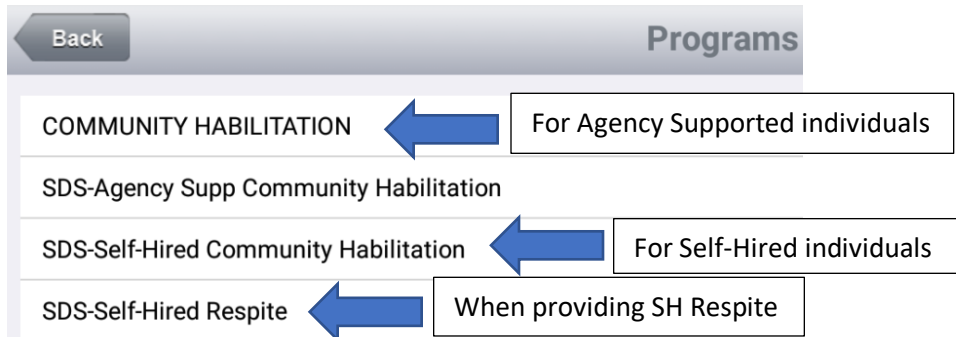 Back
Programs
COMMUNITY HABILITATION
For Agency Supported individuals
SDS-Agency Supp Community Habilitation
SDS-Self-Hired Community Habilitation
For Self-Hired individuals
SDS-Self-Hired Respite
When providing SH Respite